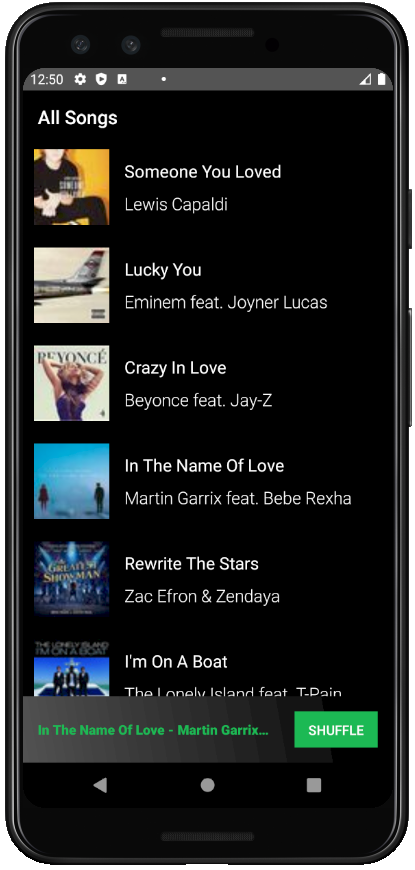 12:50
All Songs
Someone You Loved
Lewis Capaldi
Lucky You
Eminem feat. Joyner Lucas
BEYONCÉ
Crazy In Love
Beyonce feat. Jay-Z
In The Name Of Love
Martin Garrix feat. Bebe Rexha
GREATEST
SHOWMAN
Rewrite The Stars
Zac Efron & Zendaya
THE LONELY ISLAND
I'M ON A BOAT
I'm On A Boat
The Lonely Island feat. T-Pain
In The Name Of Love - Martin Garrix...
SHUFFLE